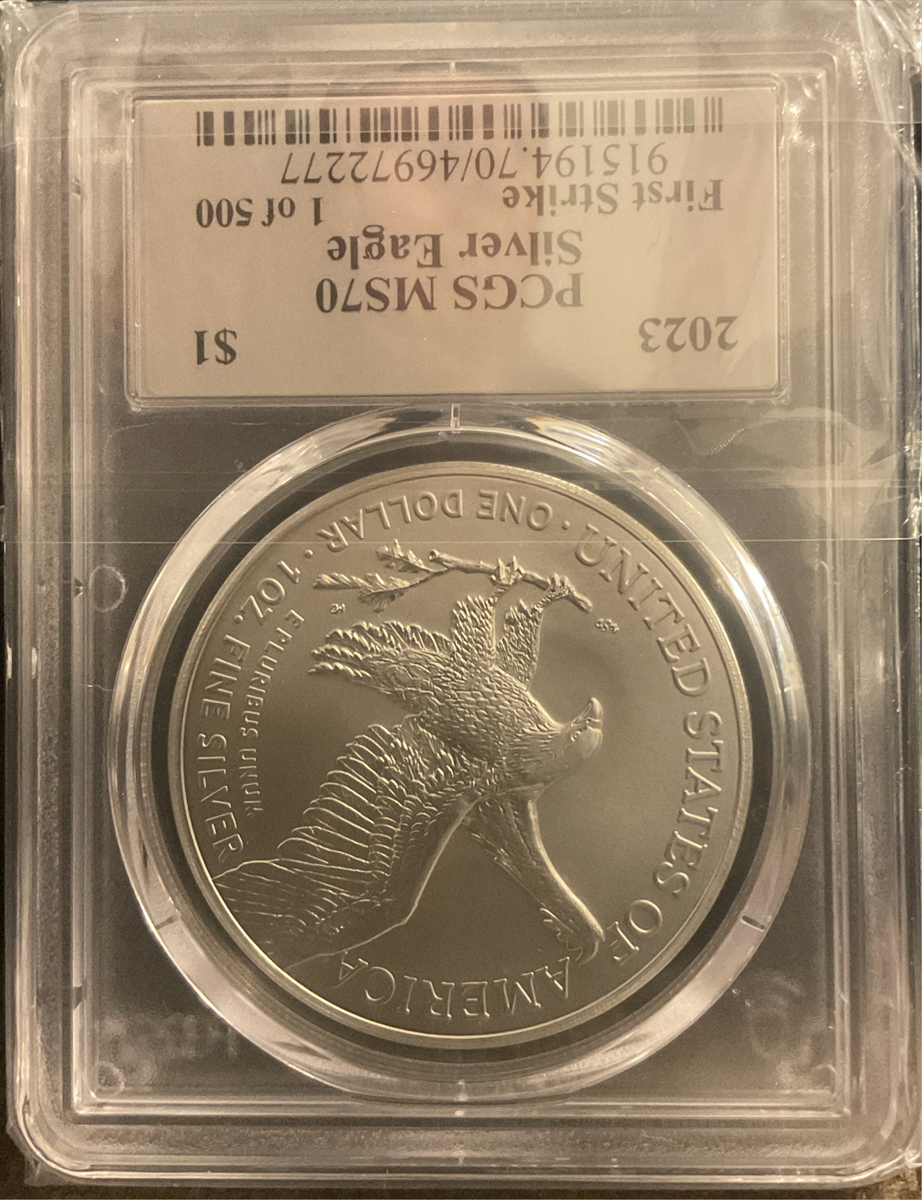 2023 $1
PCGS MS70
Silver Eagle
First Strike 1 of 500
915194.70/46972277
UNITED STATES OF AMERICA
1 OZ. FINE SILVER · ONE DOLLAR ·
E PLURIBUS UNUM